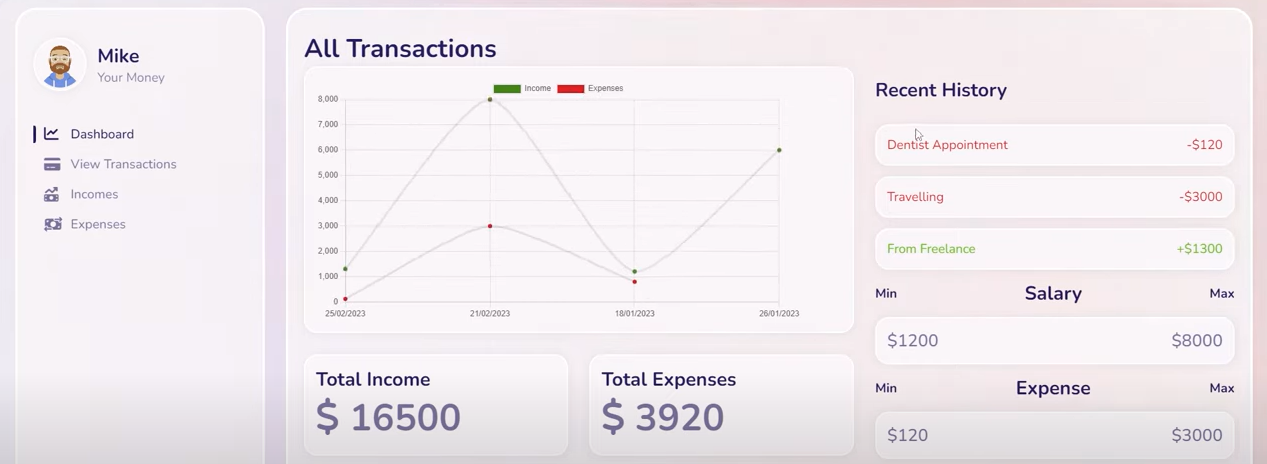 Mike
Your Money
Dashboard
View Transactions
Incomes
Expenses
All Transactions
Income Expenses
8,000
7,000
6,000
5,000
4,000
3,000
2,000
1,000
0
25/02/2023 21/02/2023 18/01/2023 26/01/2023
Total Income
$ 16500
Total Expenses
$ 3920
Recent History
Dentist Appointment -$120
Travelling -$3000
From Freelance +$1300
Min Salary Max
$1200 $8000
Min Expense Max
$120 $3000